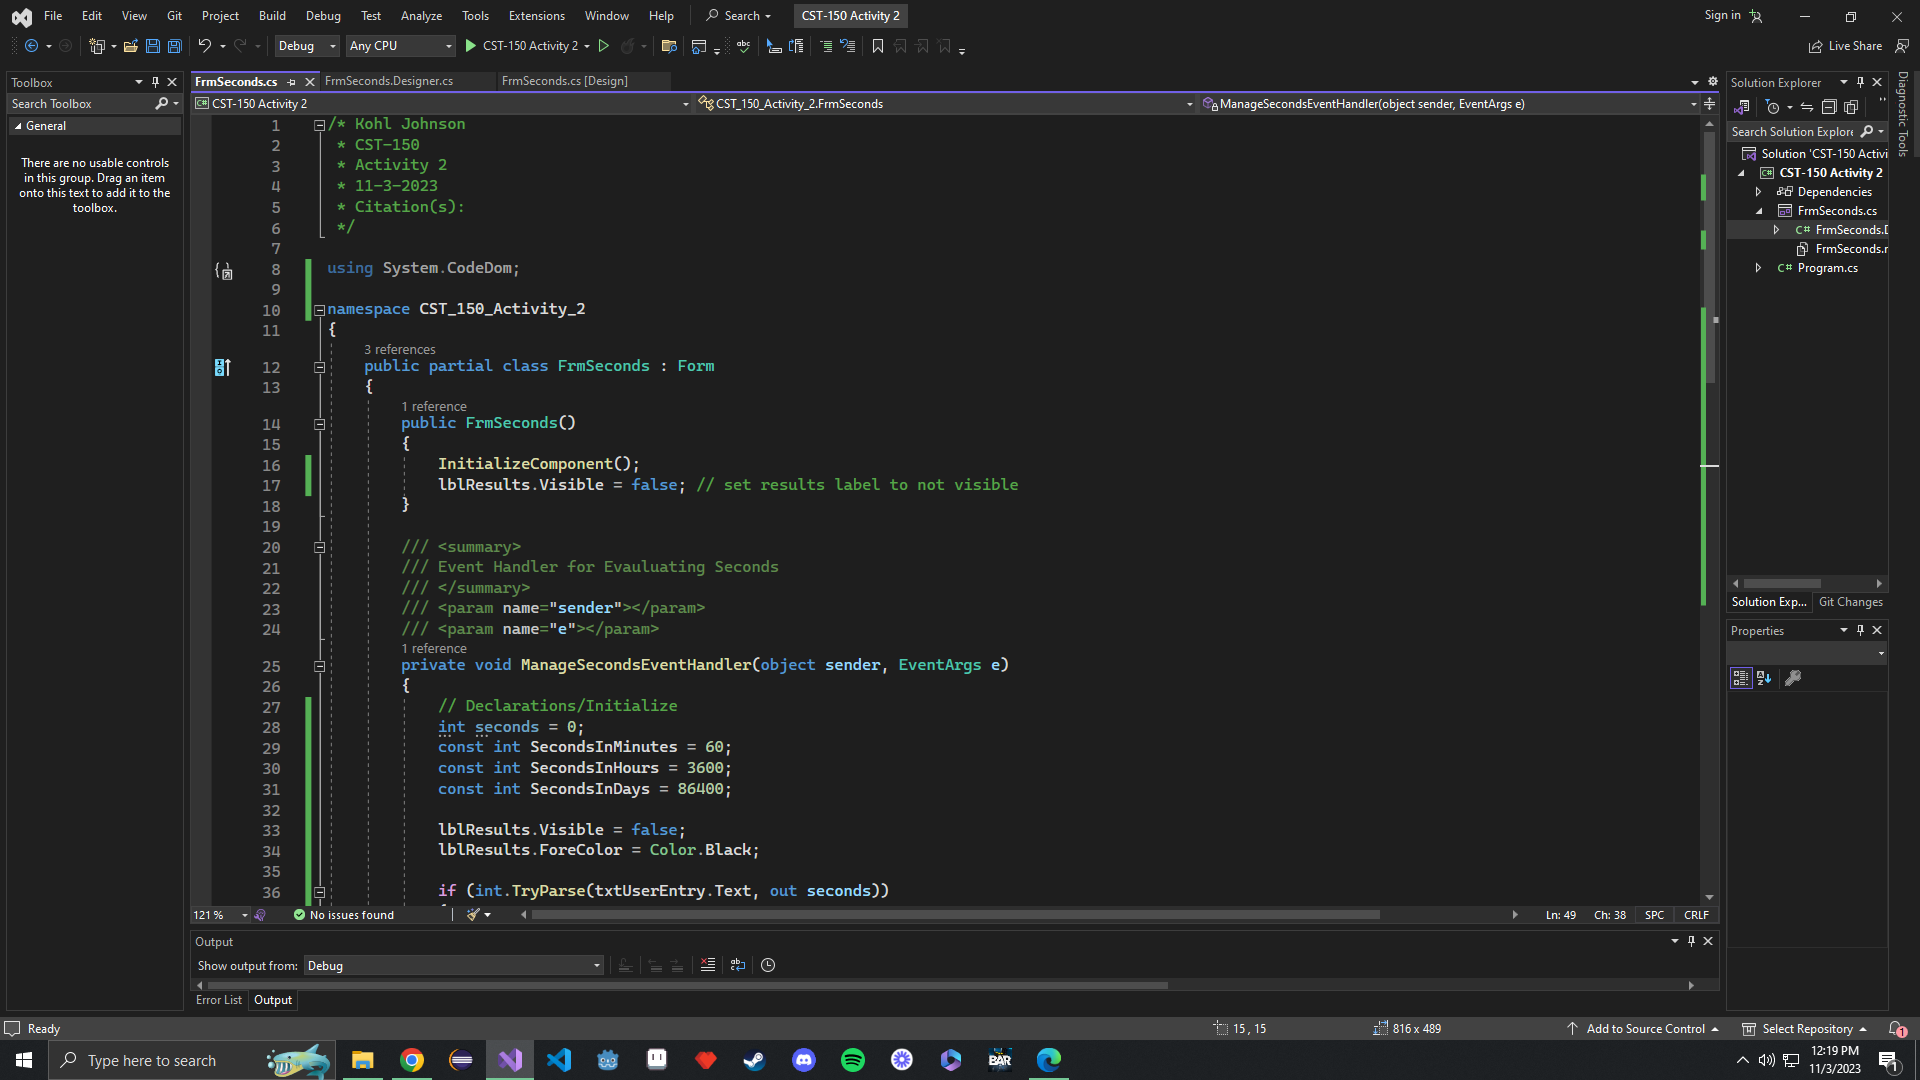 File Edit View Git Project Build Debug Test Analyze Tools Extensions Window Help Search CST-150 Activity 2 Sign in
Debug Any CPU CST-150 Activity 2 Live Share
Toolbox
Search Toolbox
General
There are no usable controls
in this group. Drag an item
onto this text to add it to the
toolbox.
FrmSeconds.cs FrmSeconds.Designer.cs FrmSeconds.cs [Design]
CST-150 Activity 2 CST_150_Activity_2.FrmSeconds ManageSecondsEventHandler(object sender, EventArgs e)
1 /* Kohl Johnson
2 * CST-150
3 * Activity 2
4 * 11-3-2023
5 * Citation(s):
6 */
7
8 using System.CodeDom;
9
10 namespace CST_150_Activity_2
11 {
3 references
12 public partial class FrmSeconds : Form
13 {
1 reference
14 public FrmSeconds()
15 {
16 InitializeComponent();
17 lblResults.Visible = false; // set results label to not visible
18 }
19
20 /// <summary>
21 /// Event Handler for Evauluating Seconds
22 /// </summary>
23 /// <param name="sender"></param>
24 /// <param name="e"></param>
1 reference
25 private void ManageSecondsEventHandler(object sender, EventArgs e)
26 {
27 // Declarations/Initialize
28 int seconds = 0;
29 const int SecondsInMinutes = 60;
30 const int SecondsInHours = 3600;
31 const int SecondsInDays = 86400;
32
33 lblResults.Visible = false;
34 lblResults.ForeColor = Color.Black;
35
36 if (int.TryParse(txtUserEntry.Text, out seconds))
121 % No issues found Ln: 49 Ch: 38 SPC CRLF
Output
Show output from: Debug
Error List Output
Solution Explorer
Search Solution Explore
Solution 'CST-150 Activi
CST-150 Activity 2
Dependencies
FrmSeconds.cs
C# FrmSeconds.D
FrmSeconds.r
C# Program.cs
Solution Exp... Git Changes
Properties
Diagnostic Tools
Ready 15 , 15 816 x 489 Add to Source Control Select Repository 1
Type here to search
BAR
12:19 PM
11/3/2023
1